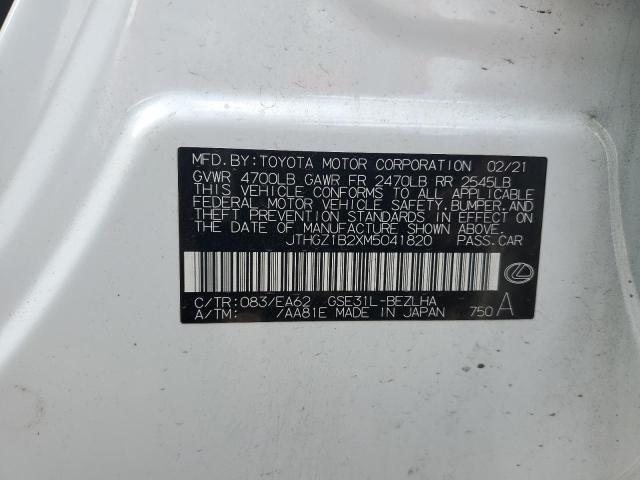 MFD. BY: TOYOTA MOTOR CORPORATION 02/21
GVWR 4700LB GAWR FR 2470LB RR 2545LB
THIS VEHICLE CONFORMS TO ALL APPLICABLE
FEDERAL MOTOR VEHICLE SAFETY, BUMPER, AND
THEFT PREVENTION STANDARDS IN EFFECT ON
THE DATE OF MANUFACTURE SHOWN ABOVE.
JTHGZ1B2XM5041820 PASS.CAR
C/TR: 083/EA62 GSE31L-BEZLHA
A/TM: /AA81E MADE IN JAPAN 750 A